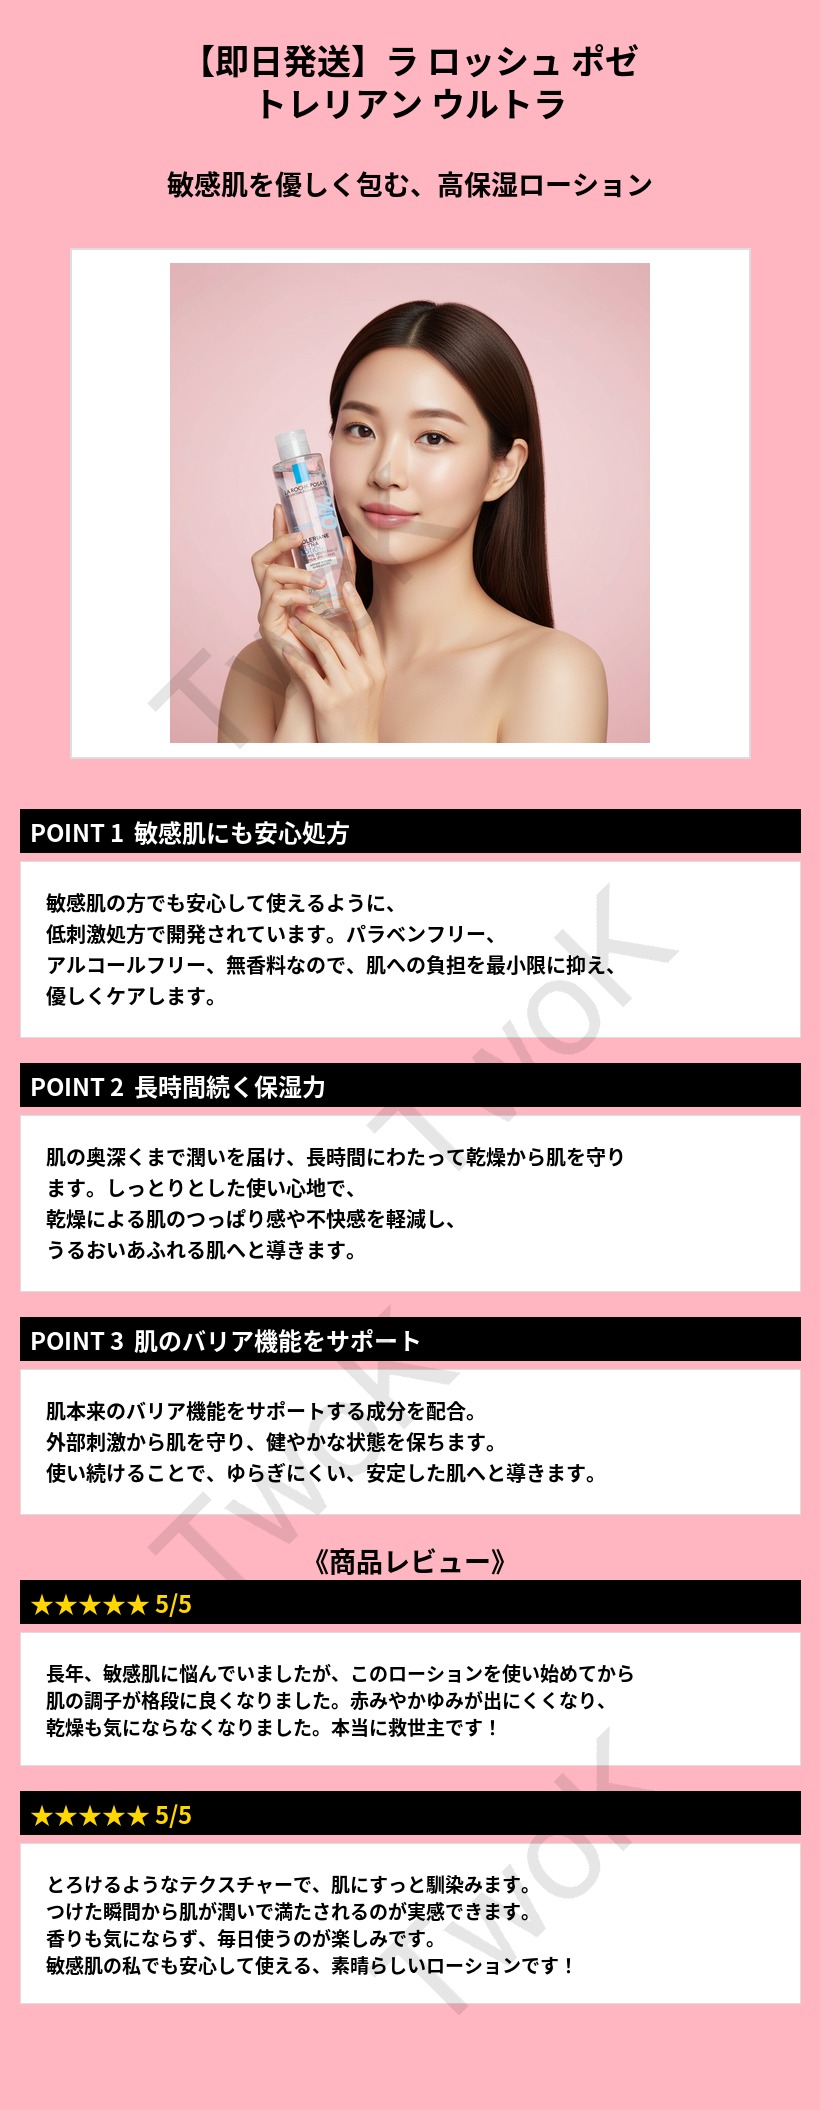 【即日発送】ラ ロッシュ ポゼ
トレリアン ウルトラ
敏感肌を優しく包む、高保湿ローション
LA ROCHE POSAY
TwoK
POINT 1 敏感肌にも安心処方
敏感肌の方でも安心して使えるように、
低刺激処方で開発されています。パラベンフリー、
アルコールフリー、無香料なので、肌への負担を最小限に抑え、
優しくケアします。
TwoK
POINT 2 長時間続く保湿力
肌の奥深くまで潤いを届け、長時間にわたって乾燥から肌を守り
ます。しっとりとした使い心地で、
乾燥による肌のつっぱり感や不快感を軽減し、
うるおいあふれる肌へと導きます。
POINT 3 肌のバリア機能をサポート
肌本来のバリア機能をサポートする成分を配合。
外部刺激から肌を守り、健やかな状態を保ちます。
使い続けることで、ゆらぎにくい、安定した肌へと導きます。
TwoK
《商品レビュー》
★★★★★ 5/5
長年、敏感肌に悩んでいましたが、このローションを使い始めてから
肌の調子が格段に良くなりました。赤みやかゆみが出にくくなり、
乾燥も気にならなくなりました。本当に救世主です！
★★★★★ 5/5
とろけるようなテクスチャーで、肌にすっと馴染みます。
つけた瞬間から肌が潤いで満たされるのが実感できます。
香りも気にならず、毎日使うのが楽しみです。
敏感肌の私でも安心して使える、素晴らしいローションです！
TwoK